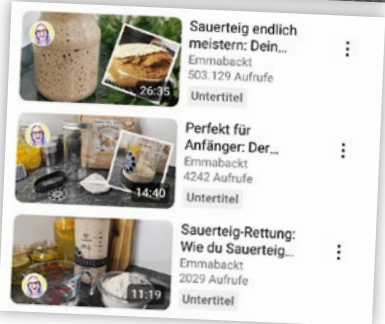 Sauerteig endlich
meistern: Dein...
Emmabackt
503.129 Aufrufe
Untertitel
26:35
Perfekt für
Anfänger: Der...
Emmabackt
4242 Aufrufe
Untertitel
14:40
Sauerteig-Rettung:
Wie du Sauerteig...
Emmabackt
2029 Aufrufe
Untertitel
11:19